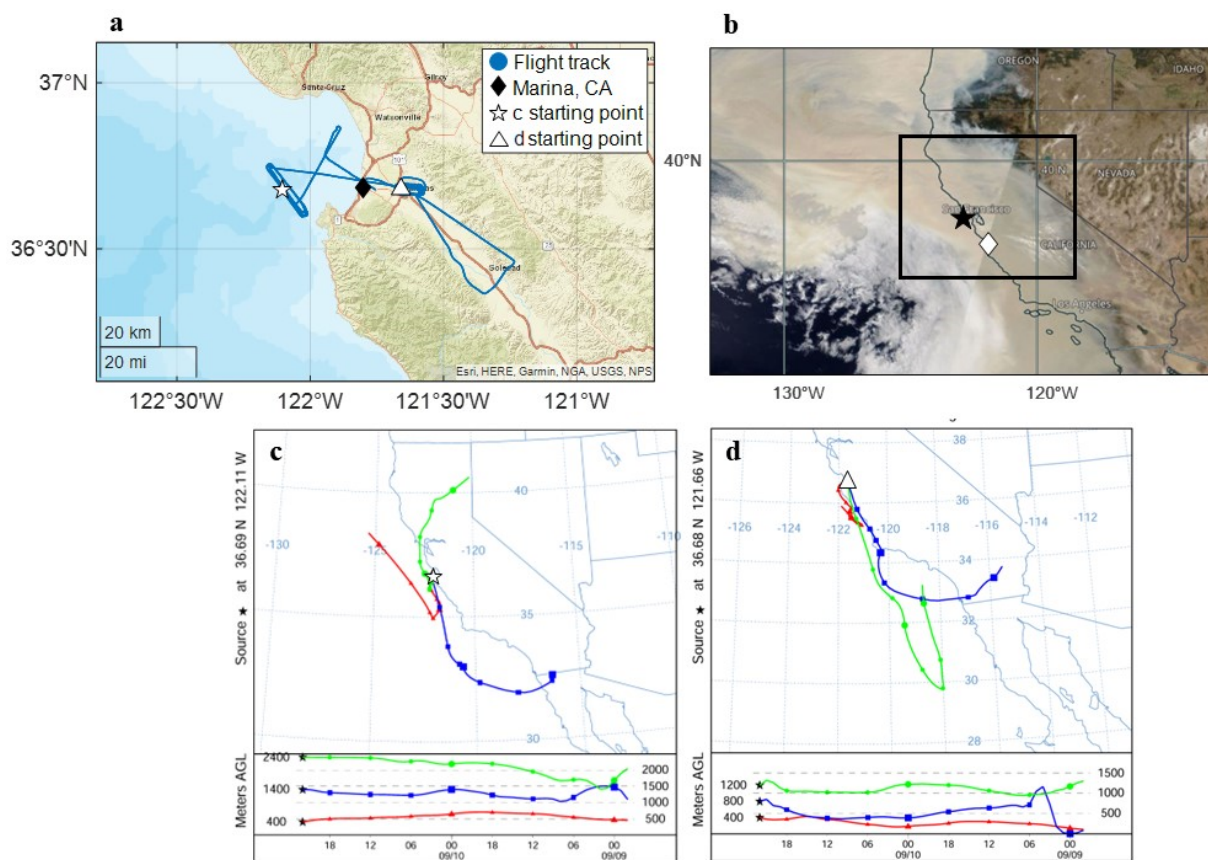 a
37°N
36°30'N
Santa-Cruz
Gilroy
Watsonville
101
1
25
Soledad
Flight track
Marina, CA
c starting point
d starting point
20 km
20 mi
Esri, HERE, Garmin, NGA, USGS, NPS
122°30'W
122°W
121°30'W
121°W
b
OREGON
IDAHO
40°N
40 N
NEVADA
San Francisco
CALIFORNIA
Los Angeles
130°W
120°W
c
Source ★ at 36.69 N 122.11 W
40
-130
-125
-120
-115
-110
35
30
Meters AGL
2400
1400
400
2000
1500
1000
500
18 12 06 00 18 12 06 00
09/10 09/09
d
Source ★ at 36.68 N 121.66 W
38
36
-126
-124
-122
-120
-118
-116
-114
-112
34
32
30
28
Meters AGL
1200
800
400
1500
1000
500
18 12 06 00 18 12 06 00
09/10 09/09